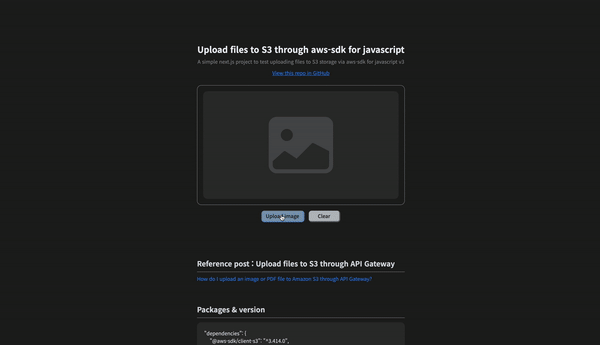 Upload files to S3 through aws-sdk for javascript
A simple next.js project to test uploading files to S3 storage via aws-sdk for javascript v3
View this repo in Github
Upload image
Clear
Reference post : Upload files to S3 through API Gateway
How do I upload an image or PDF file to Amazon S3 through API Gateway?
Packages & version
"dependencies": {
"@aws-sdk/client-s3": "^3.414.0",